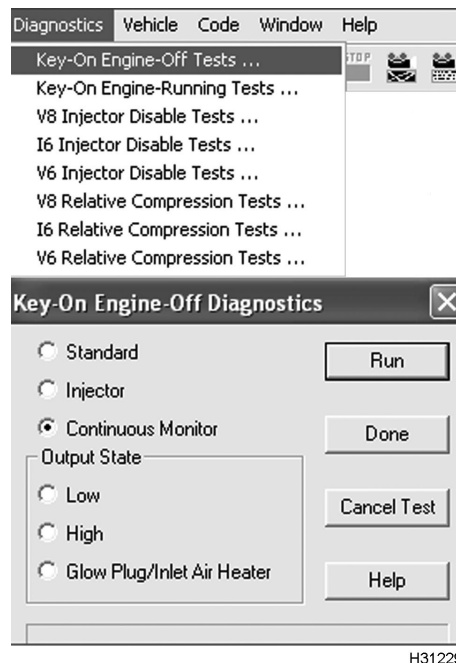 Diagnostics Vehicle Code Window Help
Key-On Engine-Off Tests ...
STOP
Key-On Engine-Running Tests ...
V8 Injector Disable Tests ...
I6 Injector Disable Tests ...
V6 Injector Disable Tests ...
V8 Relative Compression Tests ...
I6 Relative Compression Tests ...
V6 Relative Compression Tests ...
Key-On Engine-Off Diagnostics
Standard
Run
Injector
Continuous Monitor
Done
Output State
Low
Cancel Test
High
Glow Plug/Inlet Air Heater
Help
H31229